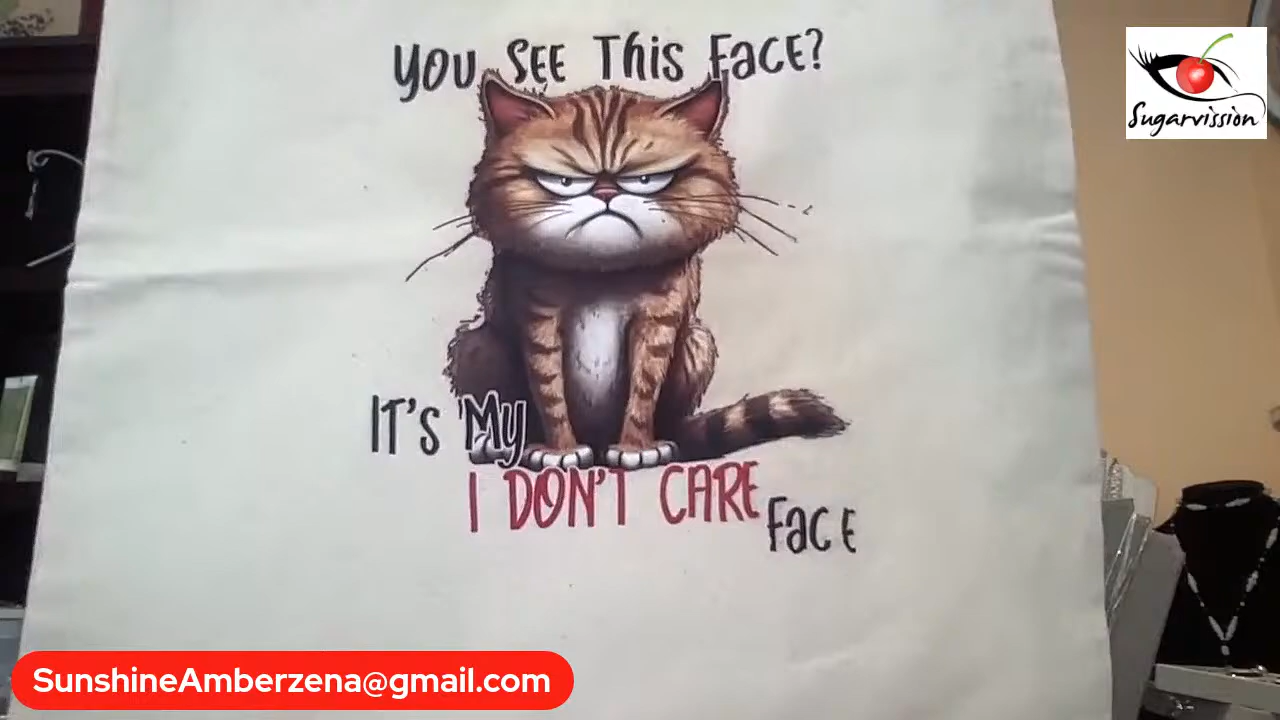 You See This Face?
Sugarvission
It's My
I DON'T CARE
Face
SunshineAmberzena@gmail.com